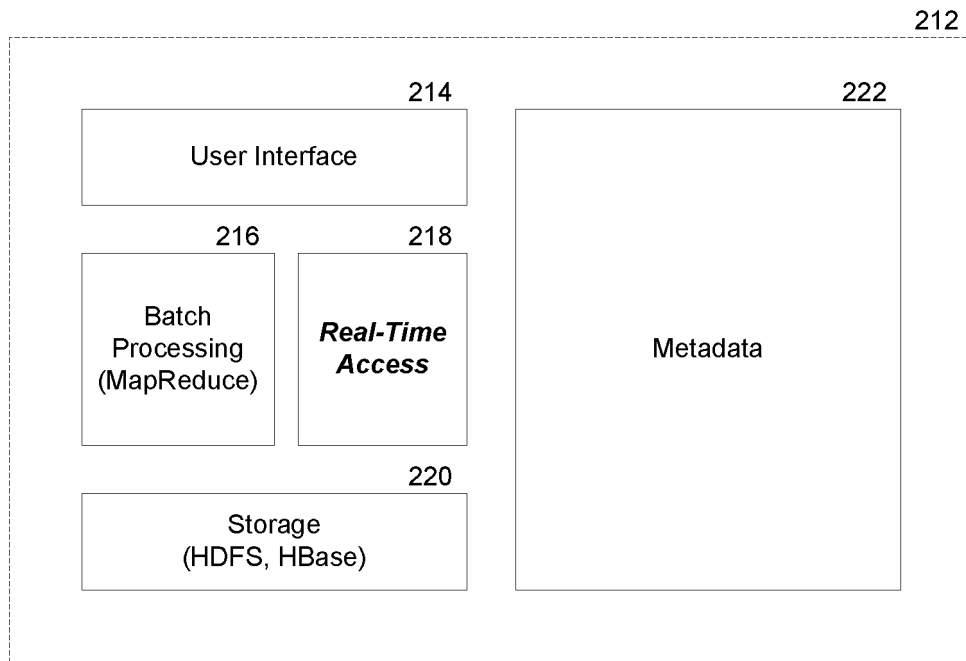 212
214
222
User Interface
216
218
Batch
Processing
(MapReduce)
Real-Time
Access
Metadata
220
Storage
(HDFS, HBase)